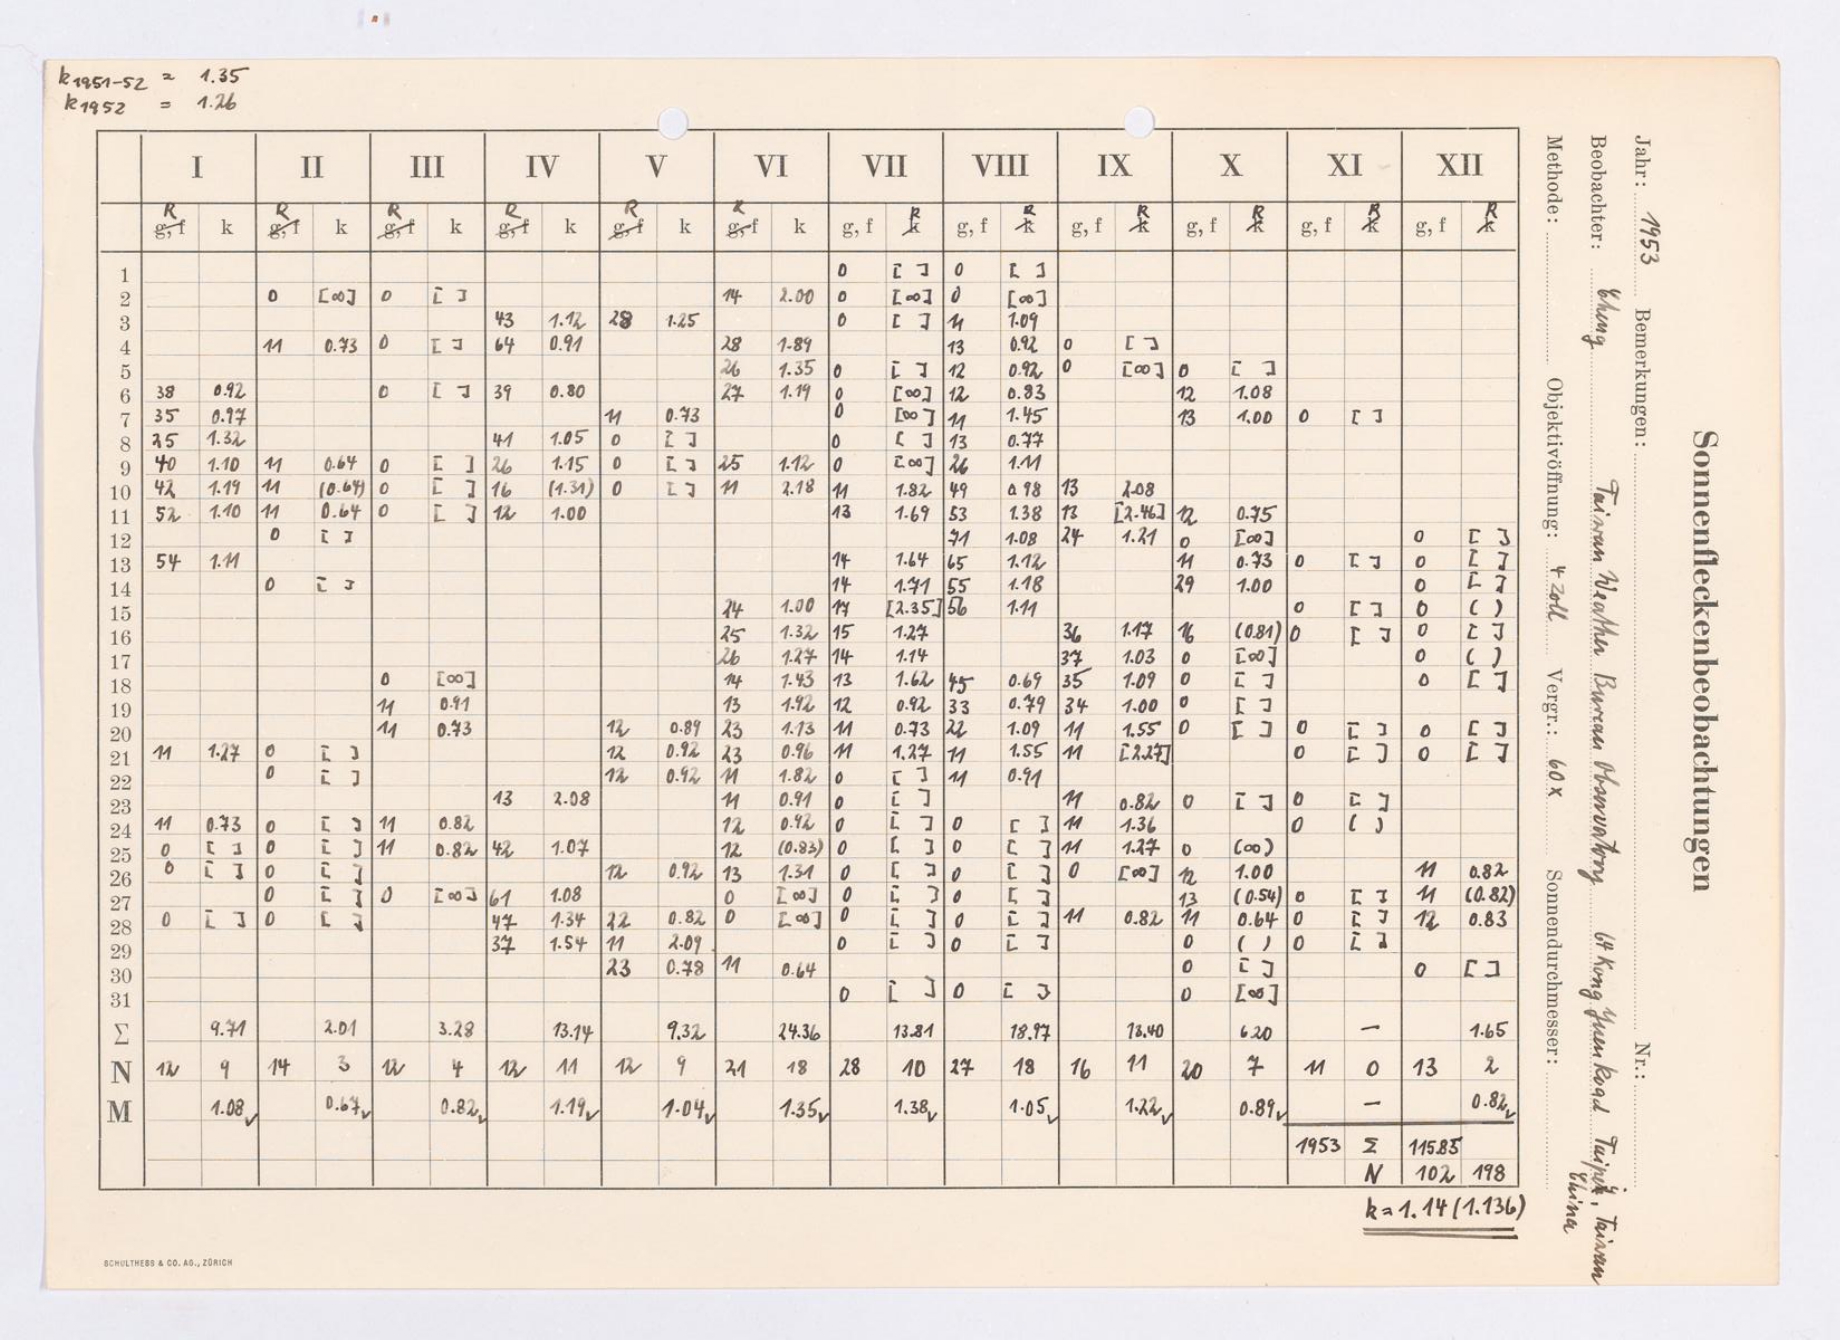 k1951-52 = 1.35
k1952 = 1.26
I II III IV V VI VII VIII IX X XI XII
R R R R R R R R R R R R
g, f k g, f k g, f k g, f k g, f k g, f k g, f k g, f k g, f k g, f k g, f k g, f k
1 0 [ ] 0 [ ]
2 0 [∞] 0 [ ] 14 2.00 0 [∞] 0 [∞]
3 43 1.12 28 1.25 0 [ ] 11 1.09
4 11 0.73 0 [ ] 64 0.91 28 1.89 13 0.92 0 [ ]
5 26 1.35 0 [ ] 12 0.92 0 [∞] 0 [ ]
6 38 0.92 0 [ ] 39 0.80 27 1.19 0 [∞] 12 0.83 12 1.08
7 35 0.97 11 0.73 0 [∞] 11 1.45 13 1.00 0 [ ]
8 25 1.32 41 1.05 0 [ ] 0 [ ] 13 0.77
9 40 1.10 11 0.64 0 [ ] 26 1.15 0 [ ] 25 1.12 0 [∞] 26 1.11
10 42 1.19 11 (0.64) 0 [ ] 16 (1.31) 0 [ ] 11 2.18 11 1.82 49 0.98 13 2.08
11 52 1.10 11 0.64 0 [ ] 12 1.00 13 1.69 53 1.38 13 [2.46] 12 0.75
12 0 [ ] 71 1.08 24 1.21 0 [∞] 0 [ ]
13 54 1.11 14 1.64 65 1.12 11 0.73 0 [ ] 0 [ ]
14 0 [ ] 14 1.71 55 1.18 29 1.00 0 [ ]
15 24 1.00 17 [2.35] 56 1.11 0 [ ] 0 ( )
16 25 1.32 15 1.27 36 1.17 16 (0.81) 0 [ ] 0 [ ]
17 26 1.27 14 1.14 37 1.03 0 [∞] 0 ( )
18 0 [∞] 14 1.43 13 1.62 45 0.69 35 1.09 0 [ ] 0 [ ]
19 11 0.91 13 1.92 12 0.92 33 0.79 34 1.00 0 [ ]
20 11 0.73 12 0.89 23 1.13 11 0.73 22 1.09 11 1.55 0 [ ] 0 [ ] 0 [ ]
21 11 1.27 0 [ ] 12 0.92 23 0.96 11 1.27 11 1.55 11 [2.27] 0 [ ] 0 [ ]
22 0 [ ] 12 0.92 11 1.82 0 [ ] 11 0.91
23 13 2.08 11 0.91 0 [ ] 11 0.82 0 [ ] 0 [ ]
24 11 0.73 0 [ ] 11 0.82 12 0.92 0 [ ] 0 [ ] 11 1.36 0 ( )
25 0 [ ] 0 [ ] 11 0.82 42 1.07 12 (0.83) 0 [ ] 0 [ ] 11 1.27 0 (∞)
26 0 [ ] 0 [ ] 12 0.92 13 1.31 0 [ ] 0 [ ] 0 [∞] 12 1.00 11 0.82
27 0 [ ] 0 [∞] 61 1.08 0 [∞] 0 [ ] 0 [ ] 13 (0.54) 0 [ ] 11 (0.82)
28 0 [ ] 0 [ ] 47 1.34 22 0.82 0 [∞] 0 [ ] 0 [ ] 11 0.82 11 0.64 0 [ ] 12 0.83
29 37 1.54 11 2.09 0 [ ] 0 [ ] 0 ( ) 0 [ ]
30 23 0.78 11 0.64 0 [ ] 0 [ ]
31 0 [ ] 0 [ ] 0 [∞]
Σ 9.71 2.01 3.28 13.14 9.32 24.36 13.81 18.97 13.40 6.20 — 1.65
N 12 9 14 3 12 4 12 11 12 9 21 18 28 10 27 18 16 11 20 7 11 0 13 2
M 1.08 0.67 0.82 1.19 1.04 1.35 1.38 1.05 1.22 0.89 — 0.82
1953 Σ 115.85
N 102 198
k = 1.14 (1.136)
SCHULTHESS & CO. AG., ZÜRICH
Sonnenfleckenbeobachtungen
Jahr: 1953 Bemerkungen: Nr.:
Beobachter: Cheng Taiwan Weather Bureau Observatory 64 Kong Yuen Road Taipei, Taiwan
China
Methode: Objektivöffnung: 4 Zoll Vergr.: 60x Sonnendurchmesser: